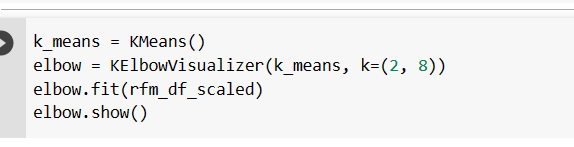 k_means = KMeans()
elbow = KElbowVisualizer(k_means, k=(2, 8))
elbow.fit(rfm_df_scaled)
elbow.show()